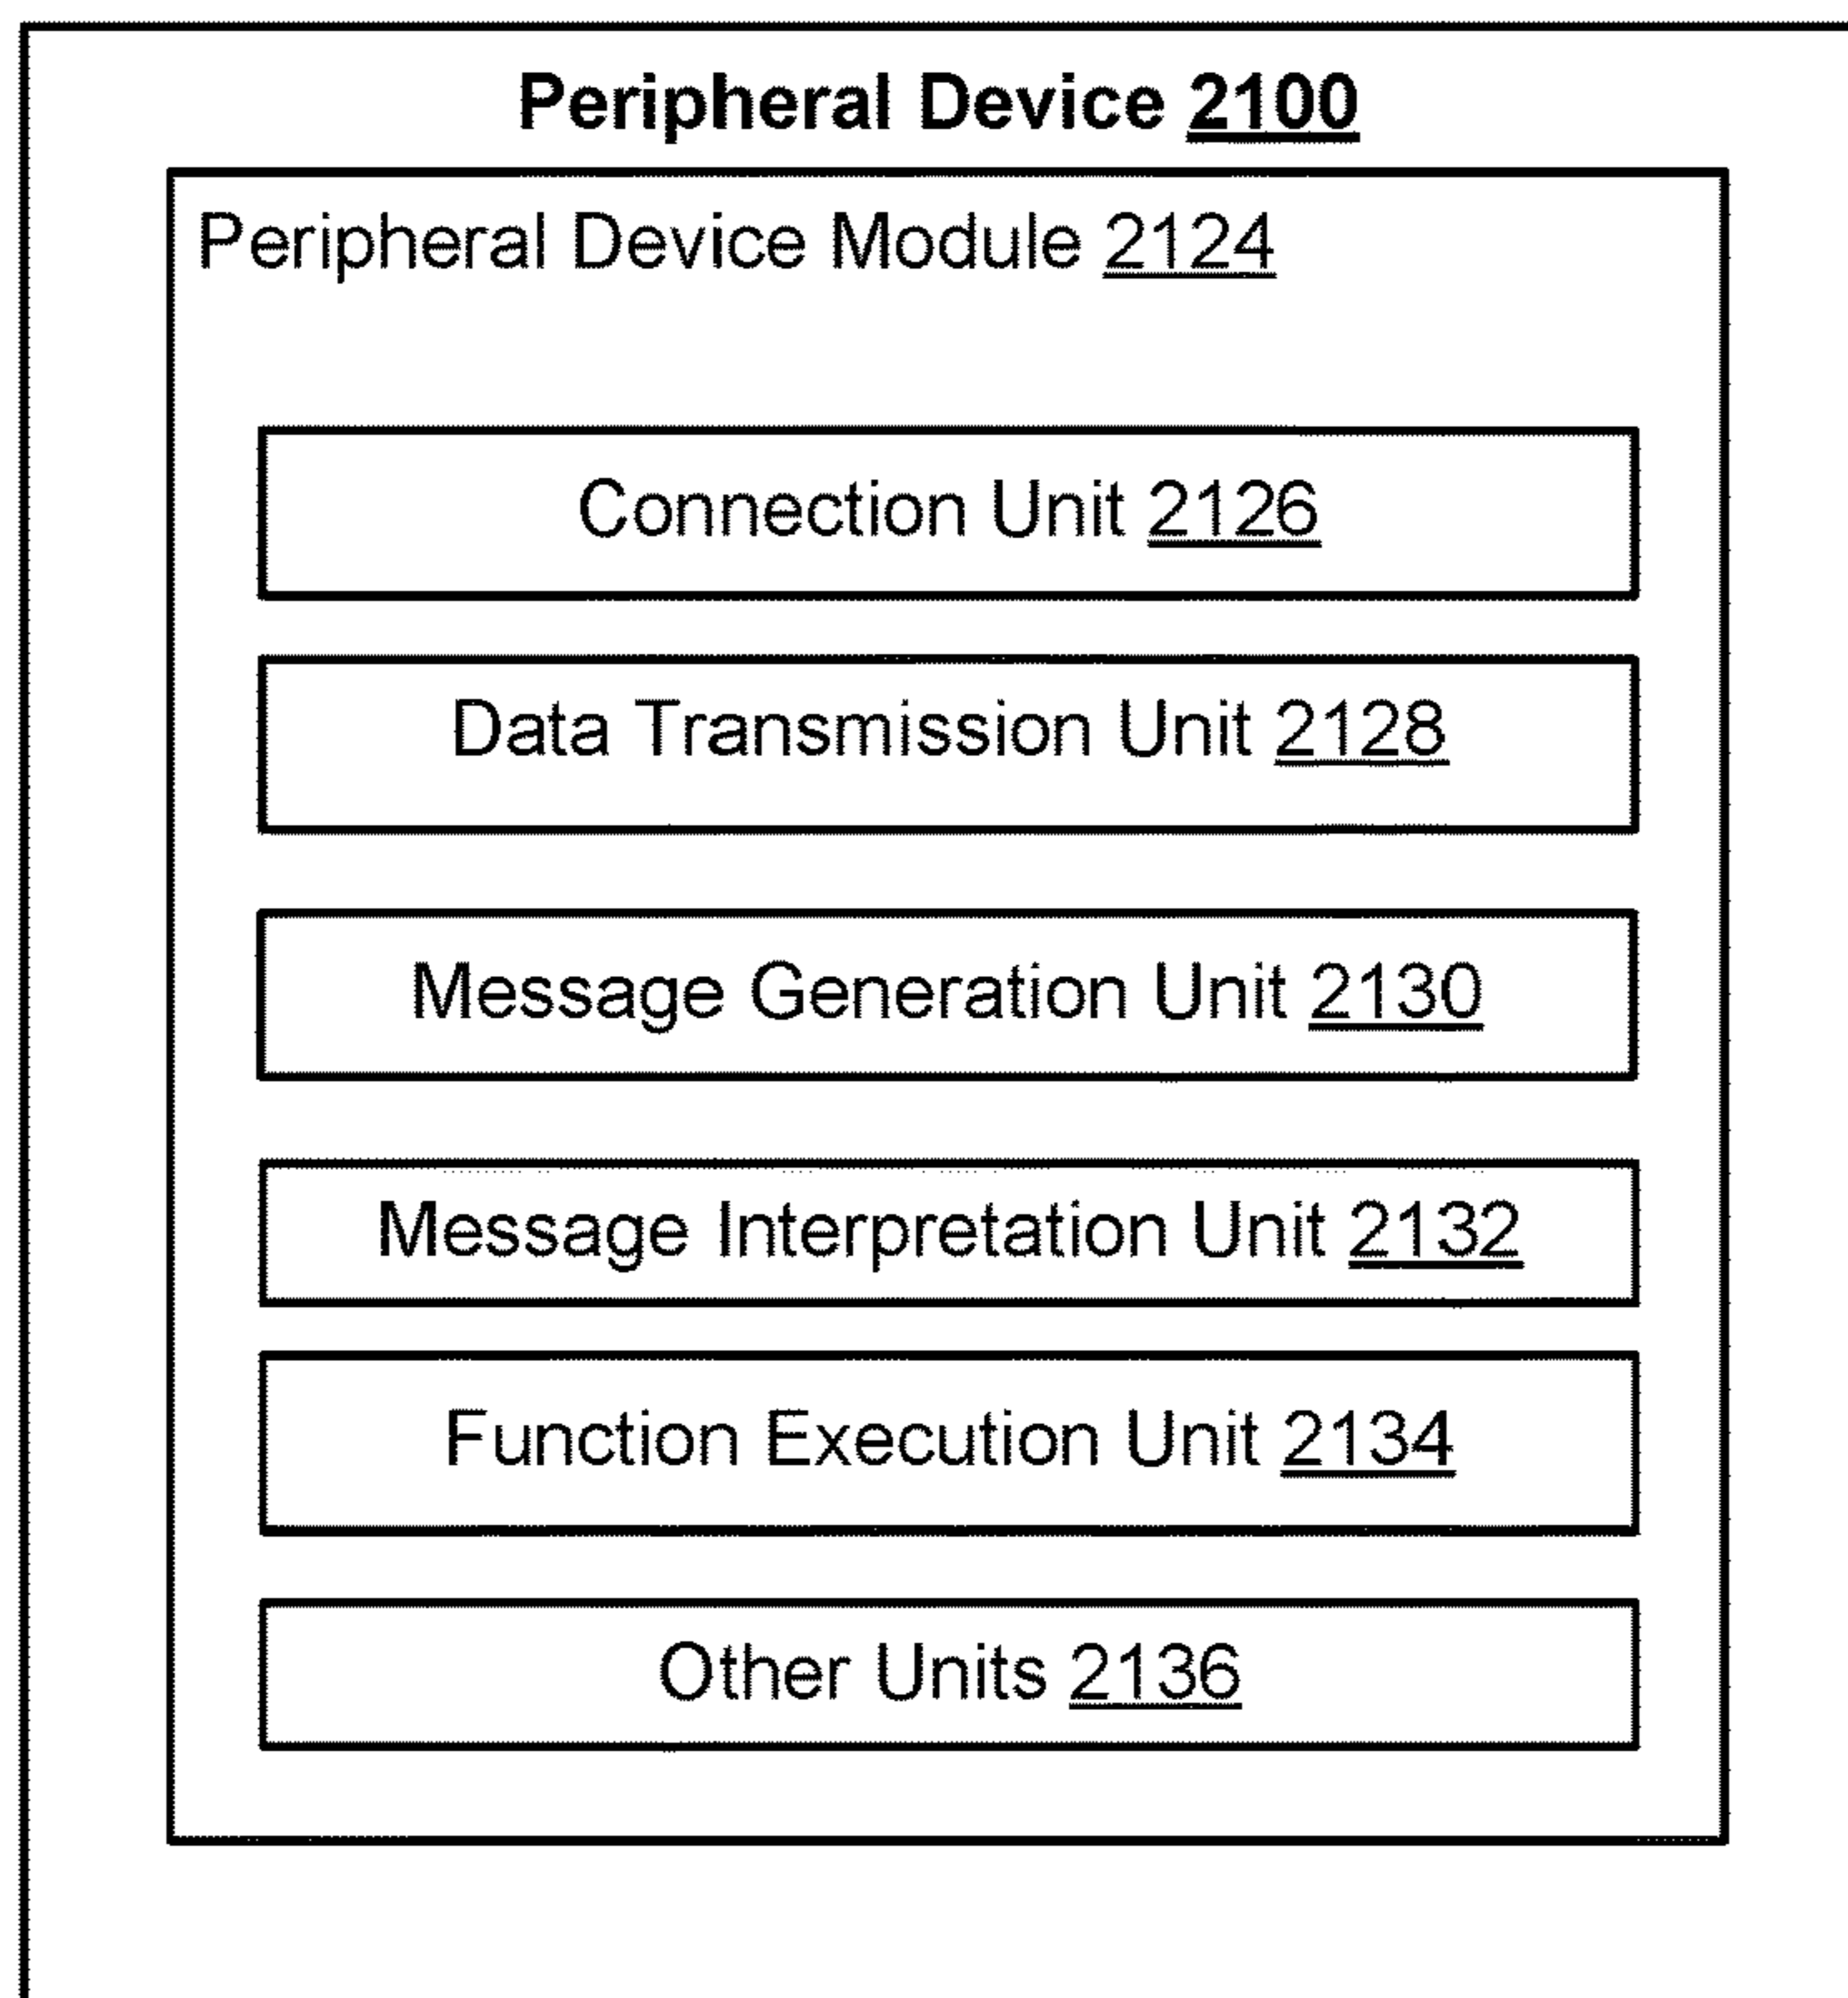 Peripheral Device 2100
Peripheral Device Module 2124
Connection Unit 2126
Data Transmission Unit 2128
Message Generation Unit 2130
Message Interpretation Unit 2132
Function Execution Unit 2134
Other Units 2136